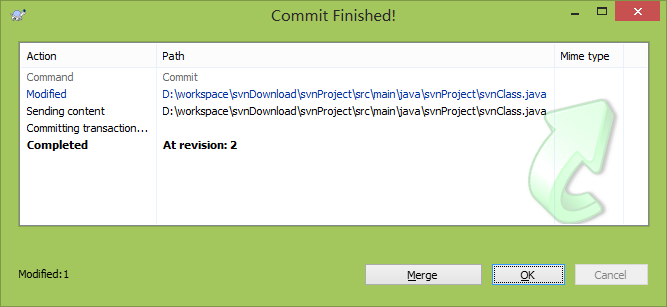 Commit Finished!
Action Path Mime type
Command Commit
Modified D:\workspace\svnDownload\svnProject\src\main\java\svnProject\svnClass.java
Sending content D:\workspace\svnDownload\svnProject\src\main\java\svnProject\svnClass.java
Committing transaction...
Completed At revision: 2
Modified:1 Merge OK Cancel